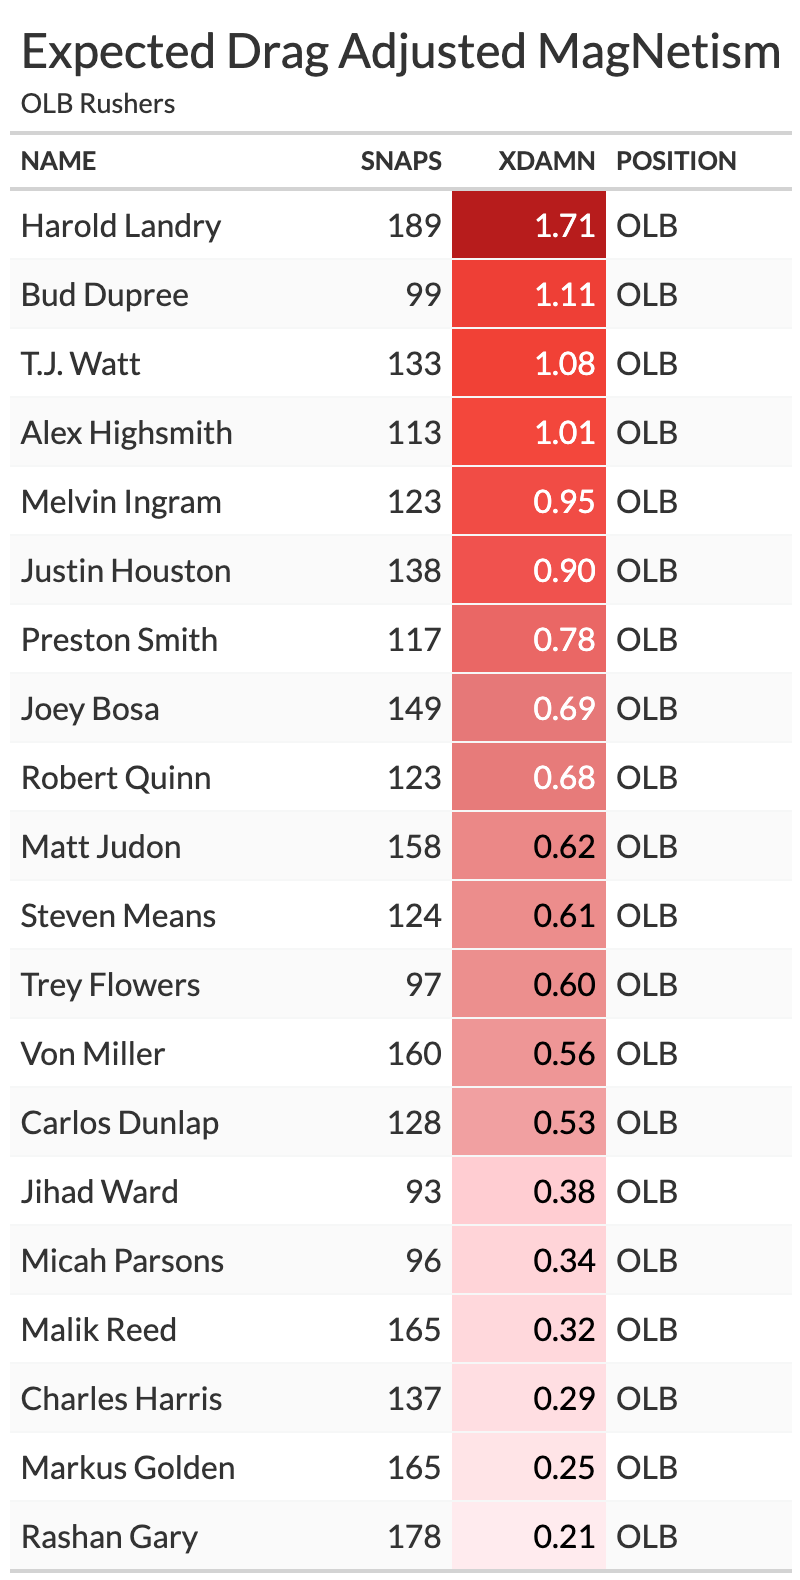 Expected Drag Adjusted MagNetism
OLB Rushers
NAME SNAPS XDAMN POSITION
Harold Landry 189 1.71 OLB
Bud Dupree 99 1.11 OLB
T.J. Watt 133 1.08 OLB
Alex Highsmith 113 1.01 OLB
Melvin Ingram 123 0.95 OLB
Justin Houston 138 0.90 OLB
Preston Smith 117 0.78 OLB
Joey Bosa 149 0.69 OLB
Robert Quinn 123 0.68 OLB
Matt Judon 158 0.62 OLB
Steven Means 124 0.61 OLB
Trey Flowers 97 0.60 OLB
Von Miller 160 0.56 OLB
Carlos Dunlap 128 0.53 OLB
Jihad Ward 93 0.38 OLB
Micah Parsons 96 0.34 OLB
Malik Reed 165 0.32 OLB
Charles Harris 137 0.29 OLB
Markus Golden 165 0.25 OLB
Rashan Gary 178 0.21 OLB